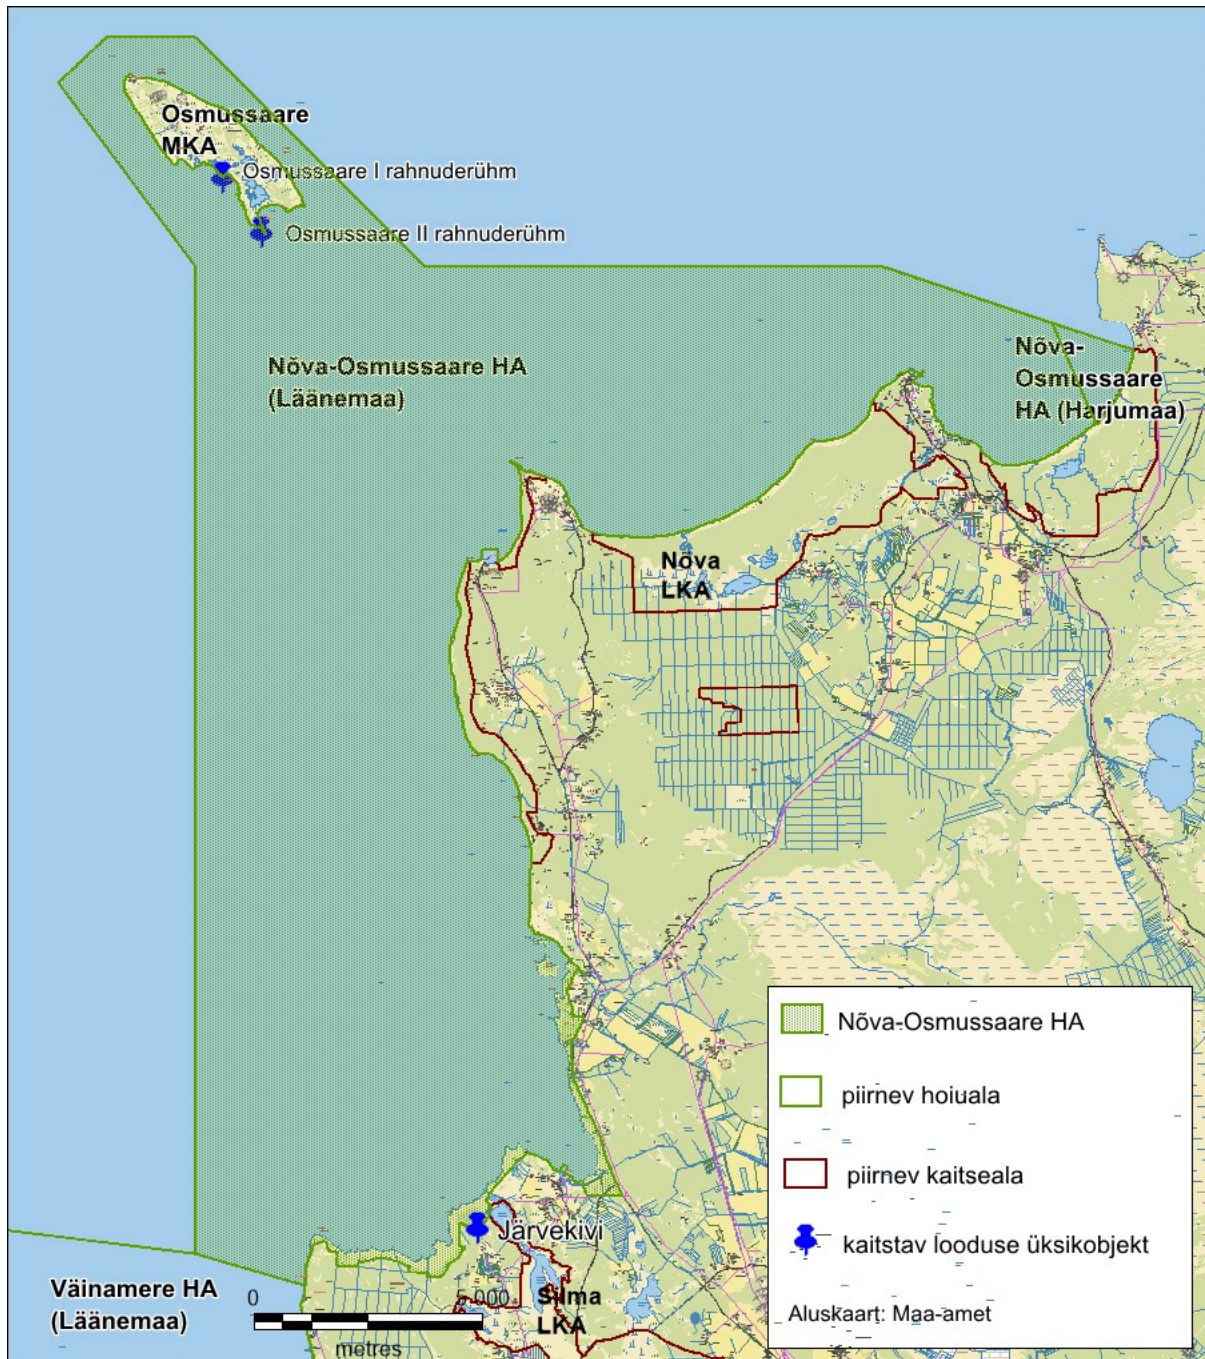 Osmussaare
MKA
Osmussaare I rahnuderühm
Osmussaare II rahnuderühm
Nõva-Osmussaare HA
(Läänemaa)
Nõva-
Osmussaare
HA (Harjumaa)
Nõva
LKA
Järvekivi
Silma
LKA
Väinamere HA
(Läänemaa)
0 5 000
metres
Nõva-Osmussaare HA
piirnev hoiuala
piirnev kaitseala
kaitstav looduse üksikobjekt
Aluskaart: Maa-amet